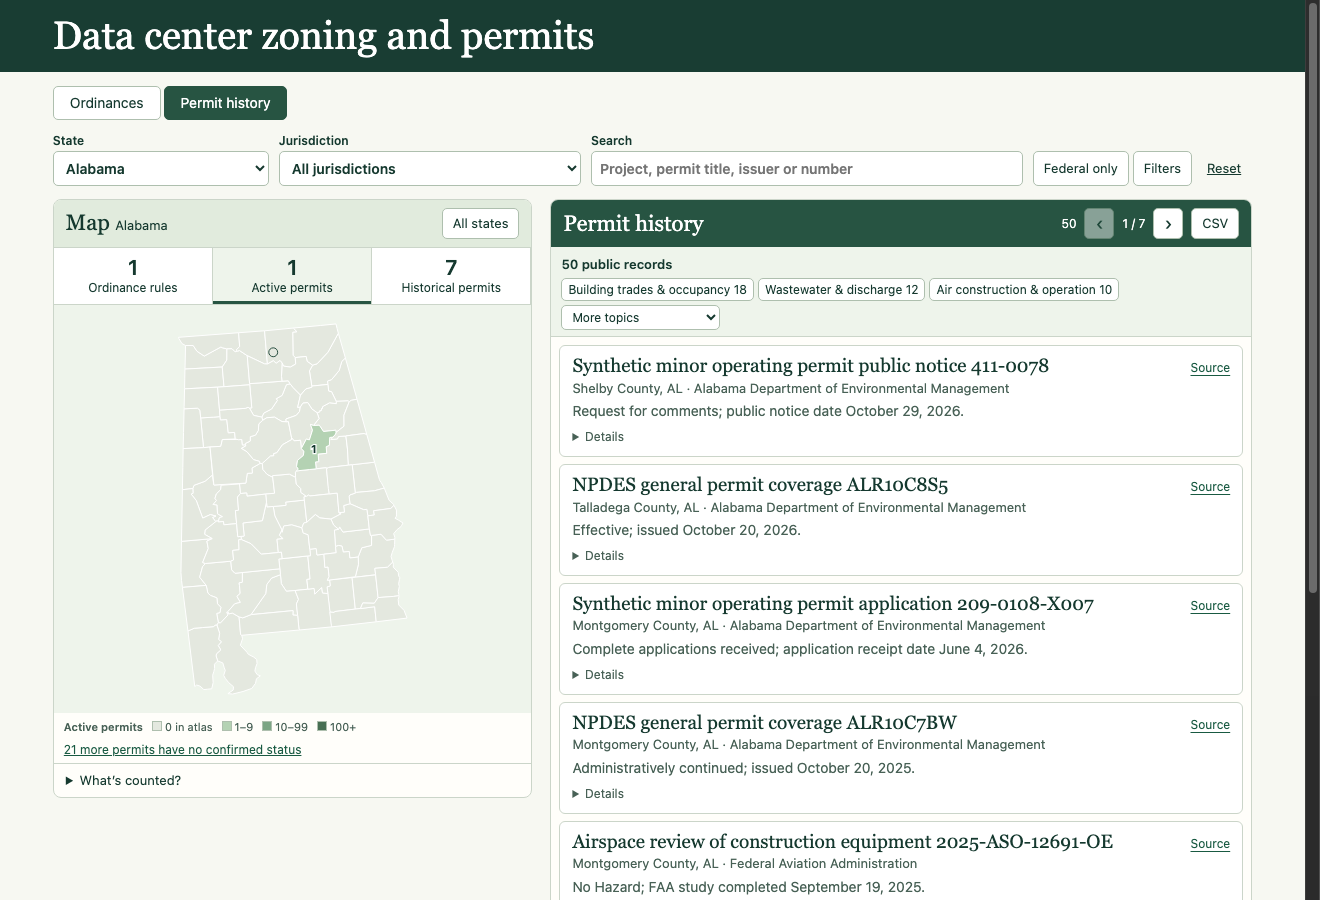 Data center zoning and permits
Ordinances
Permit history
State
Jurisdiction
Search
Alabama
All jurisdictions
Project, permit title, issuer or number
Federal only
Filters
Reset
Map Alabama
All states
1
Ordinance rules
1
Active permits
7
Historical permits
1
Active permits 0 in atlas 1–9 10–99 100+
21 more permits have no confirmed status
What's counted?
Permit history
50 ‹ 1 / 7 › CSV
50 public records
Building trades & occupancy 18
Wastewater & discharge 12
Air construction & operation 10
More topics
Synthetic minor operating permit public notice 411-0078
Source
Shelby County, AL · Alabama Department of Environmental Management
Request for comments; public notice date October 29, 2026.
Details
NPDES general permit coverage ALR10C8S5
Source
Talladega County, AL · Alabama Department of Environmental Management
Effective; issued October 20, 2026.
Details
Synthetic minor operating permit application 209-0108-X007
Source
Montgomery County, AL · Alabama Department of Environmental Management
Complete applications received; application receipt date June 4, 2026.
Details
NPDES general permit coverage ALR10C7BW
Source
Montgomery County, AL · Alabama Department of Environmental Management
Administratively continued; issued October 20, 2025.
Details
Airspace review of construction equipment 2025-ASO-12691-OE
Source
Montgomery County, AL · Federal Aviation Administration
No Hazard; FAA study completed September 19, 2025.